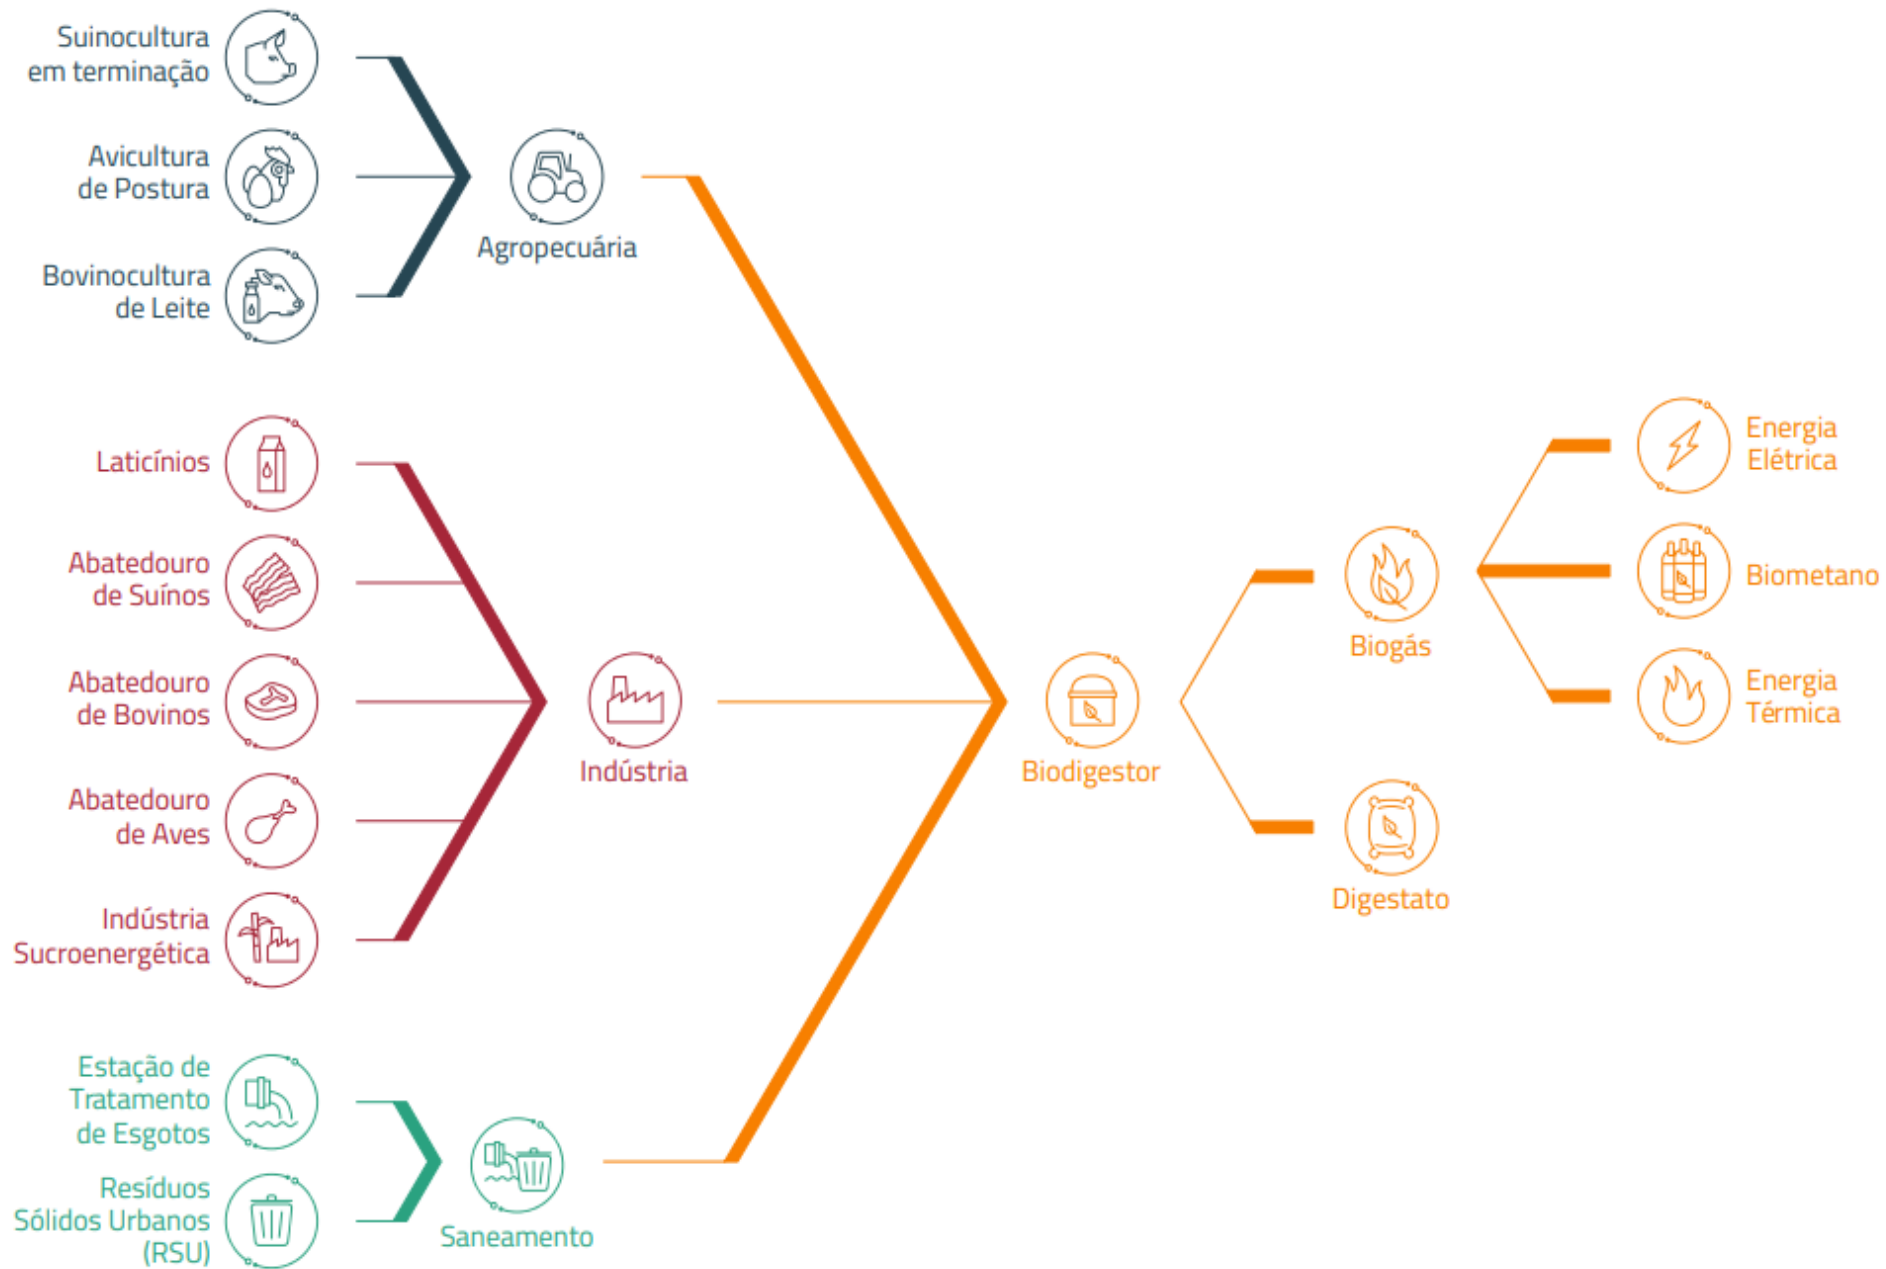 Suinocultura
em terminação
Avicultura
de Postura
Bovinocultura
de Leite
Agropecuária
Laticínios
Abatedouro
de Suínos
Abatedouro
de Bovinos
Abatedouro
de Aves
Indústria
Sucroenergética
Indústria
Estação de
Tratamento
de Esgotos
Resíduos
Sólidos Urbanos
(RSU)
Saneamento
Biodigestor
Biogás
Digestato
Energia
Elétrica
Biometano
Energia
Térmica